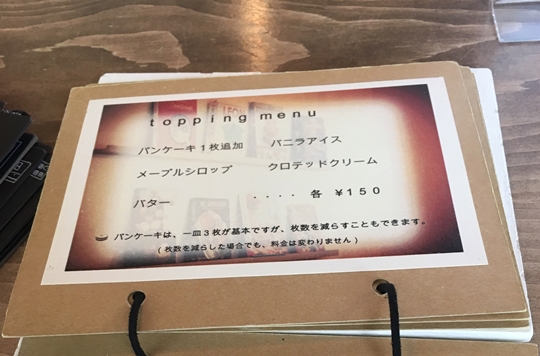 topping menu
パンケーキ1枚追加 バニラアイス
メープルシロップ クロテッドクリーム
バター .... 各 ¥150
パンケーキは、一皿3枚が基本ですが、枚数を減らすこともできます。
(枚数を減らした場合でも、料金は変わりません)